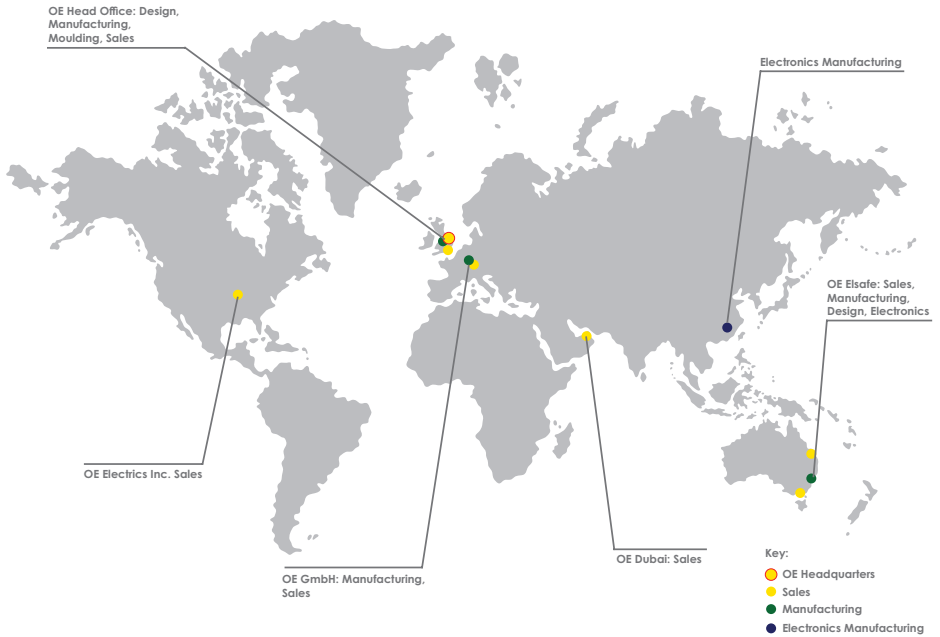 OE Head Office: Design,
Manufacturing,
Moulding, Sales
Electronics Manufacturing
OE Elsafe: Sales,
Manufacturing,
Design, Electronics
OE Electrics Inc. Sales
OE GmbH: Manufacturing,
Sales
OE Dubai: Sales
Key:
OE Headquarters
Sales
Manufacturing
Electronics Manufacturing